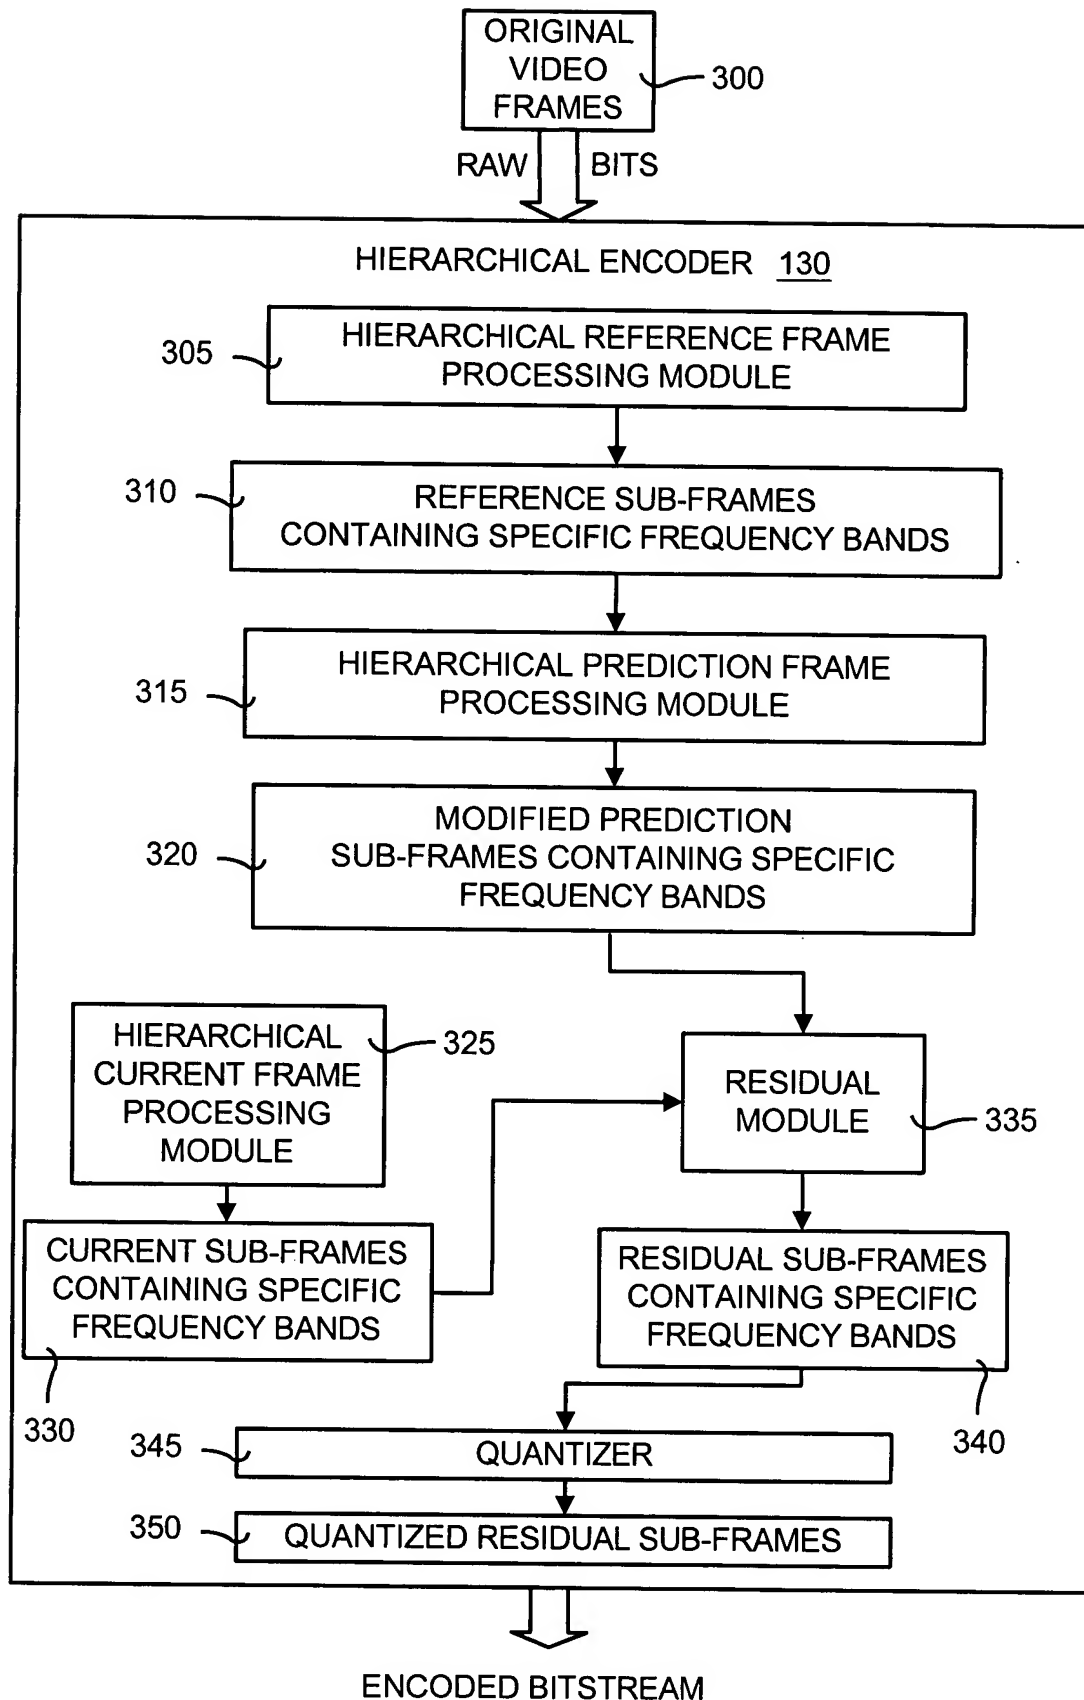 ORIGINAL
VIDEO
FRAMES
300
RAW BITS
HIERARCHICAL ENCODER 130
HIERARCHICAL REFERENCE FRAME
PROCESSING MODULE
305
REFERENCE SUB-FRAMES
CONTAINING SPECIFIC FREQUENCY BANDS
310
HIERARCHICAL PREDICTION FRAME
PROCESSING MODULE
315
MODIFIED PREDICTION
SUB-FRAMES CONTAINING SPECIFIC
FREQUENCY BANDS
320
HIERARCHICAL
CURRENT FRAME
PROCESSING
MODULE
325
RESIDUAL
MODULE
335
CURRENT SUB-FRAMES
CONTAINING SPECIFIC
FREQUENCY BANDS
330
RESIDUAL SUB-FRAMES
CONTAINING SPECIFIC
FREQUENCY BANDS
340
345
QUANTIZER
350
QUANTIZED RESIDUAL SUB-FRAMES
ENCODED BITSTREAM